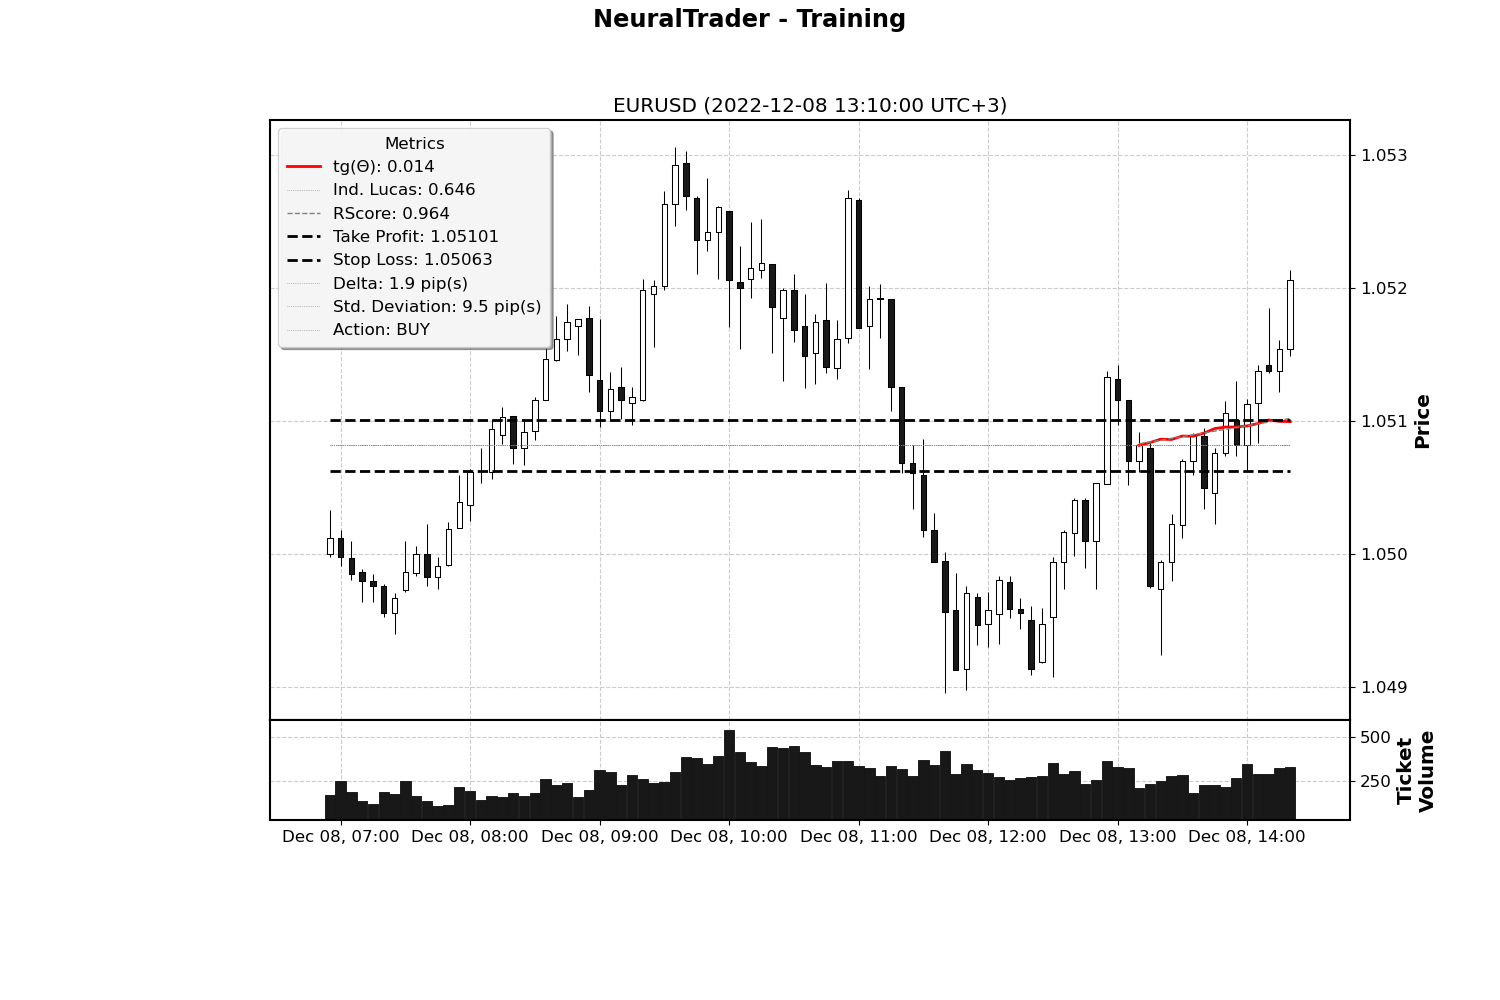 NeuralTrader - Training
EURUSD (2022-12-08 13:10:00 UTC+3)
Metrics
tg(Θ): 0.014
Ind. Lucas: 0.646
RScore: 0.964
Take Profit: 1.05101
Stop Loss: 1.05063
Delta: 1.9 pip(s)
Std. Deviation: 9.5 pip(s)
Action: BUY
1.053
1.052
1.051
1.050
1.049
Price
500
250
Ticket
Volume
Dec 08, 07:00 Dec 08, 08:00 Dec 08, 09:00 Dec 08, 10:00 Dec 08, 11:00 Dec 08, 12:00 Dec 08, 13:00 Dec 08, 14:00